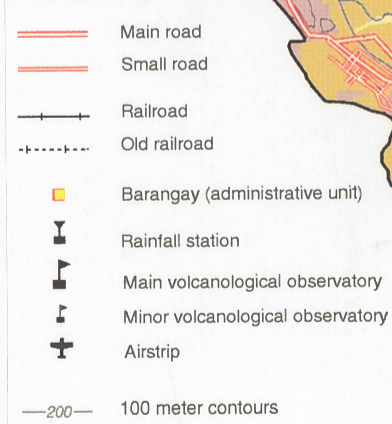 Main road
Small road
Railroad
Old railroad
Barangay (administrative unit)
Rainfall station
Main volcanological observatory
Minor volcanological observatory
Airstrip
200 100 meter contours